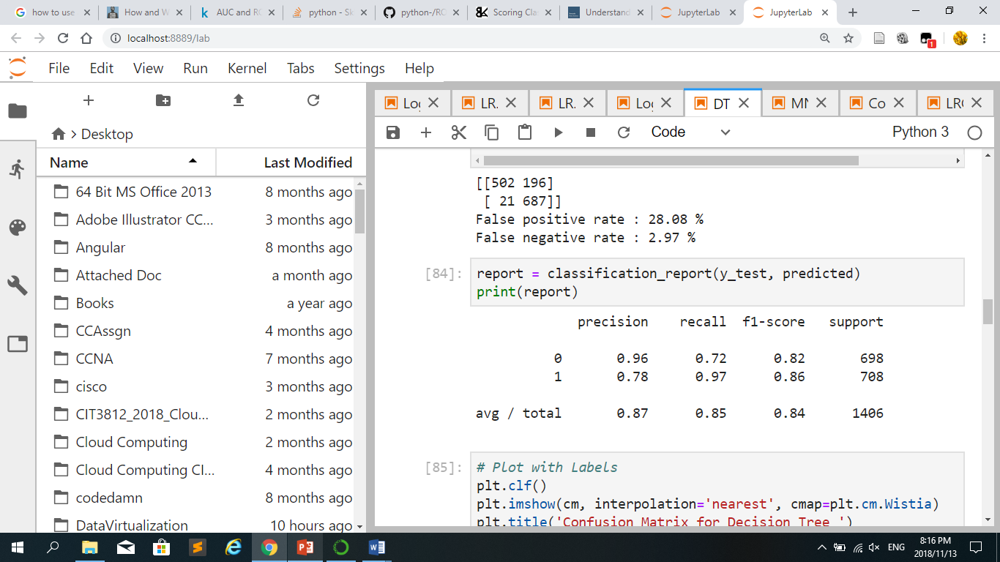 how to use
How and W
AUC and RO
python - Sk
python-/RO
Scoring Cla
Understand
JupyterLab
JupyterLab
localhost:8889/lab
1
File Edit View Run Kernel Tabs Settings Help
Log LR. LR. Log DT MN Co LRC
Desktop
Code Python 3
Name Last Modified
64 Bit MS Office 2013 8 months ago
Adobe Illustrator CC... 3 months ago
Angular 8 months ago
Attached Doc a month ago
Books a year ago
CCAssgn 4 months ago
CCNA 7 months ago
cisco 3 months ago
CIT3812_2018_Clou... 2 months ago
Cloud Computing 2 months ago
Cloud Computing CI... 4 months ago
codedamn 8 months ago
DataVirtualization 10 hours ago
[[502 196]
[ 21 687]]
False positive rate : 28.08 %
False negative rate : 2.97 %
[84]: report = classification_report(y_test, predicted)
print(report)
precision recall f1-score support
0 0.96 0.72 0.82 698
1 0.78 0.97 0.86 708
avg / total 0.87 0.85 0.84 1406
[85]: # Plot with Labels
plt.clf()
plt.imshow(cm, interpolation='nearest', cmap=plt.cm.Wistia)
plt.title('Confusion Matrix for Decision Tree ')
ENG
8:16 PM
2018/11/13